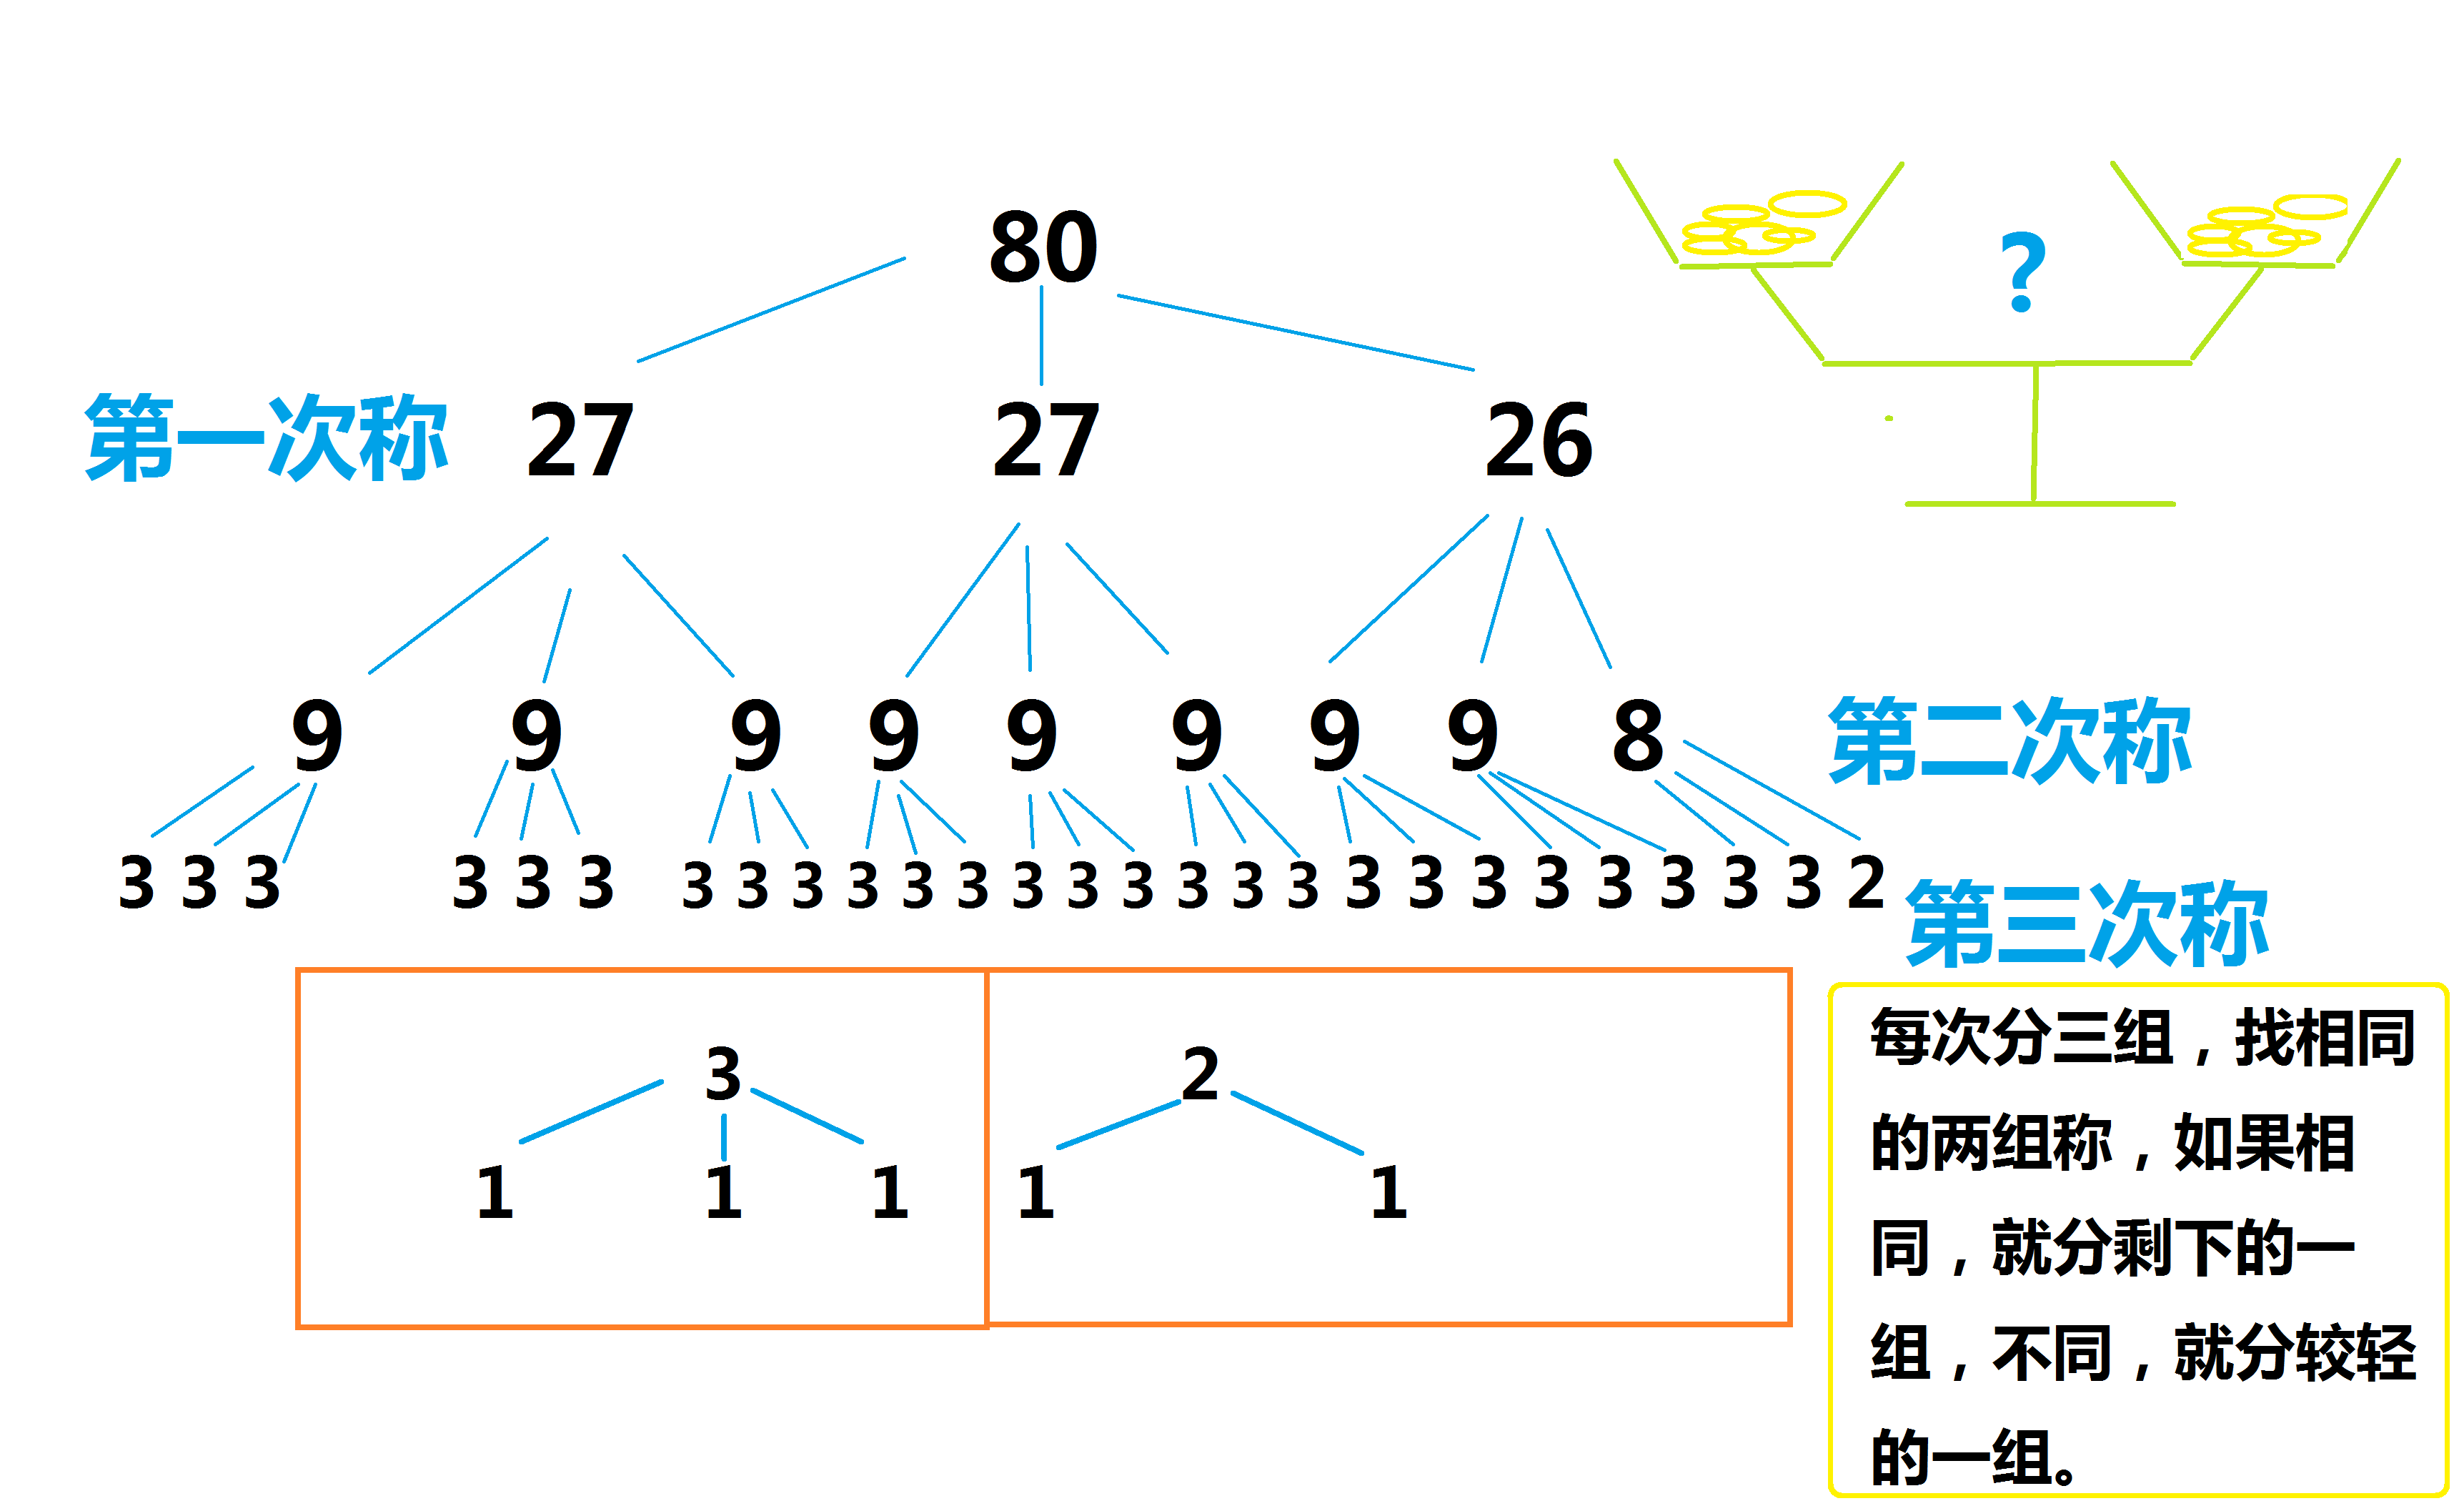 80
?
第一次称 27 27 26
9 9 9 9 9 9 9 9 8 第二次称
3 3 3 3 3 3 3 3 3 3 3 3 3 3 3 3 3 3 3 3 3 3 3 3 3 3 2
第三次称
3 2
1 1 1 1 1
每次分三组，找相同
的两组称，如果相
同，就分剩下的一
组，不同，就分较轻
的一组。